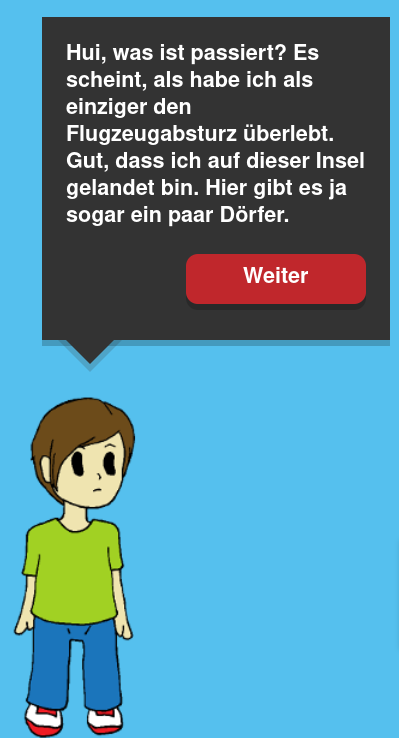 Hui, was ist passiert? Es
scheint, als habe ich als
einziger den
Flugzeugabsturz überlebt.
Gut, dass ich auf dieser Insel
gelandet bin. Hier gibt es ja
sogar ein paar Dörfer.
Weiter